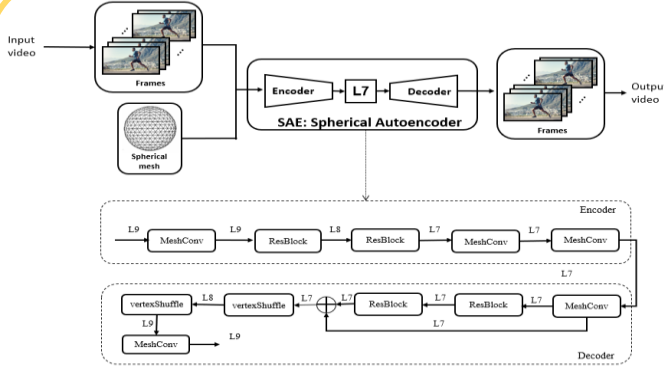 Input
video
Frames
Spherical
mesh
Encoder
L7
Decoder
SAE: Spherical Autoencoder
Frames
Outpu
video
Encoder
L9
MeshConv
L9
ResBlock
L8
ResBlock
L7
MeshConv
L7
MeshConv
L7
MeshConv
L7
ResBlock
L7
ResBlock
L7
L7
L7
vertexShuffle
L8
vertexShuffle
L9
MeshConv
L9
Decoder